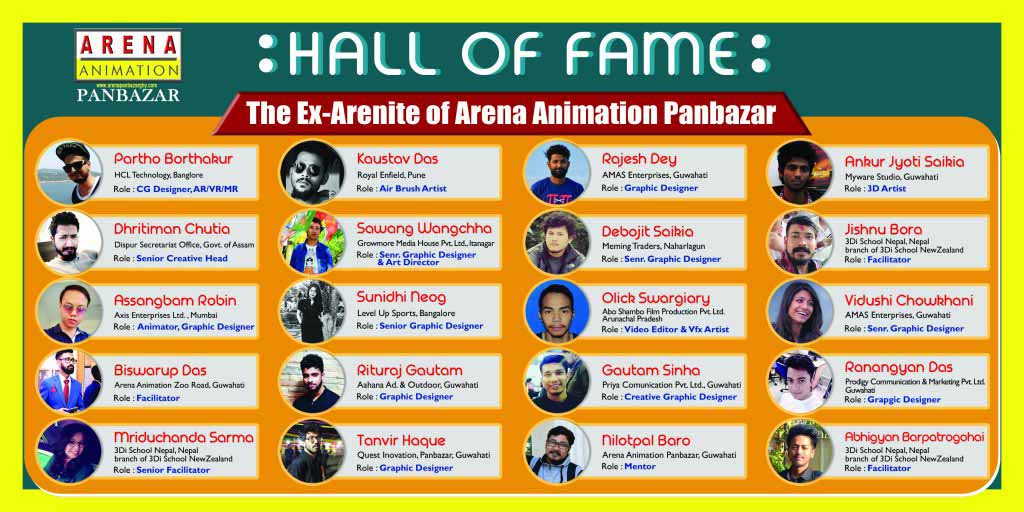 ARENA
ANIMATION
www.arenapanbazarghy.com
PANBAZAR
:HALL OF FAME:
The Ex-Arenite of Arena Animation Panbazar
Partho Borthakur
HCL Technology, Banglore
Role : CG Designer, AR/VR/MR
Kaustav Das
Royal Enfield, Pune
Role : Air Brush Artist
Rajesh Dey
AMAS Enterprises, Guwahati
Role : Graphic Designer
Ankur Jyoti Saikia
Myware Studio, Guwahati
Role : 3D Artist
Dhritiman Chutia
Dispur Secretariat Office, Govt. of Assam
Role : Senior Creative Head
Sawang Wangchha
Growmore Media House Pvt. Ltd., Itanagar
Role : Senr. Graphic Designer
& Art Director
Debojit Saikia
Meming Traders, Naharlagun
Role : Senr. Graphic Designer
Jishnu Bora
3Di School Nepal, Nepal
branch of 3Di School NewZealand
Role : Facilitator
Assangbam Robin
Axis Enterprises Ltd. , Mumbai
Role : Animator, Graphic Designer
Sunidhi Neog
Level Up Sports, Bangalore
Role : Senior Graphic Designer
Olick Swargiary
Abo Shambo Film Production Pvt. Ltd.
Arunachal Pradesh
Role : Video Editor & Vfx Artist
Vidushi Chowkhani
AMAS Enterprises, Guwahati
Role : Senr. Graphic Designer
Biswarup Das
Arena Animation Zoo Road, Guwahati
Role : Facilitator
Rituraj Gautam
Aahana Ad. & Outdoor, Guwahati
Role : Graphic Designer
Gautam Sinha
Priya Comunication Pvt. Ltd., Guwahati
Role : Creative Graphic Designer
Ranangyan Das
Prodigy Communication & Marketing Pvt. Ltd.
Guwahati
Role : Grapgic Designer
Mriduchanda Sarma
3Di School Nepal, Nepal
branch of 3Di School NewZealand
Role : Senior Facilitator
Tanvir Haque
Quest Inovation, Panbazar, Guwahati
Role : Graphic Designer
Nilotpal Baro
Arena Animation Panbazar, Guwahati
Role : Mentor
Abhigyan Barpatrogohai
3Di School Nepal, Nepal
branch of 3Di School NewZealand
Role : Facilitator